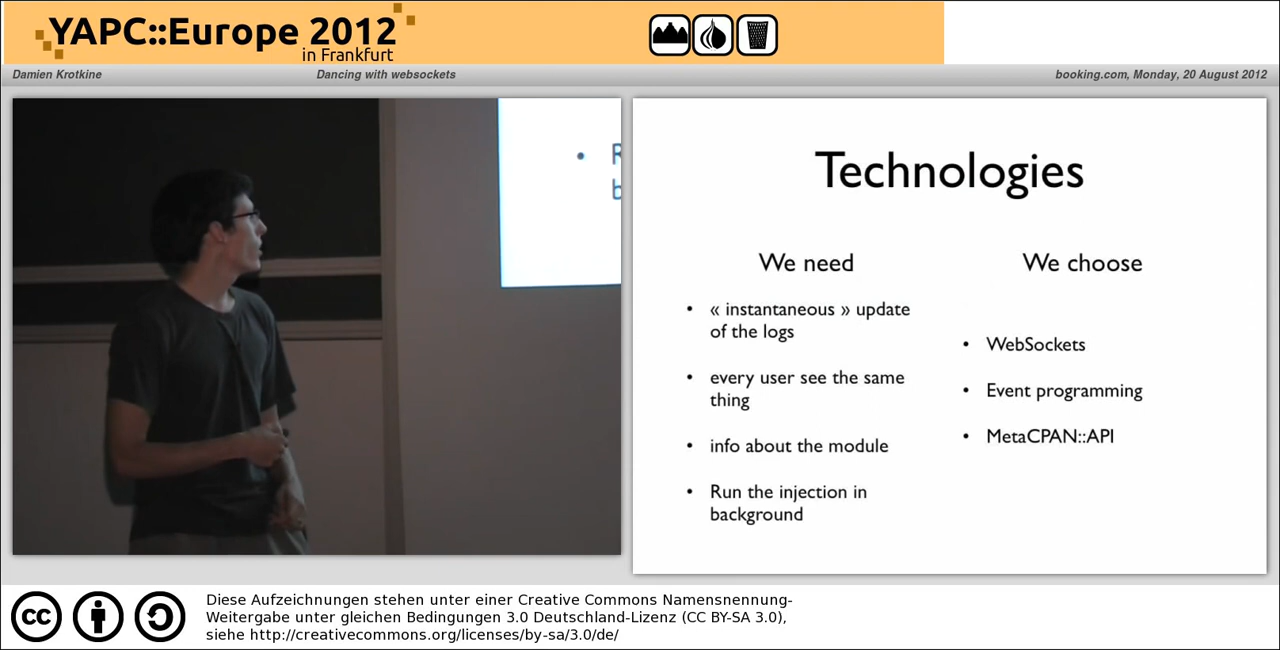 YAPC::Europe 2012
in Frankfurt
Damien Krotkine
Dancing with websockets
booking.com, Monday, 20 August 2012
Technologies
We need
« instantaneous » update
of the logs
every user see the same
thing
info about the module
Run the injection in
background
We choose
WebSockets
Event programming
MetaCPAN::API
cc
Diese Aufzeichnungen stehen unter einer Creative Commons Namensnennung-
Weitergabe unter gleichen Bedingungen 3.0 Deutschland-Lizenz (CC BY-SA 3.0),
siehe http://creativecommons.org/licenses/by-sa/3.0/de/